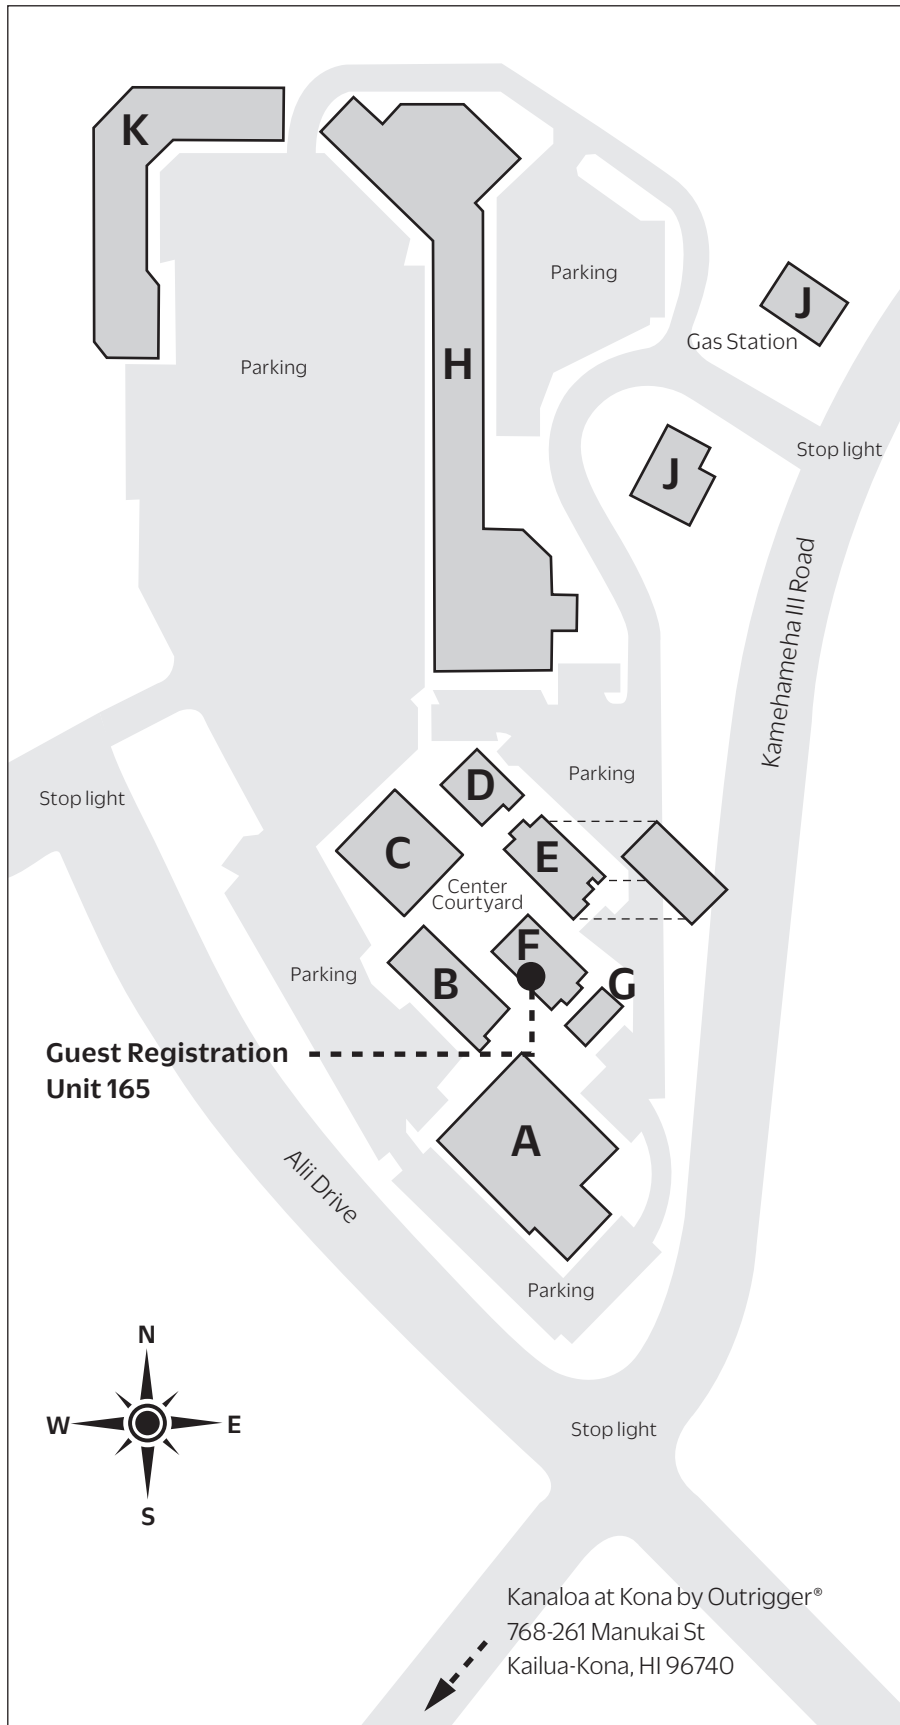 K
Parking
J
Gas Station
Parking
H
Stop light
J
Kamehameha III Road
Stop light
D
Parking
C
E
Center
Courtyard
F
Parking
B
G
Guest Registration
Unit 165
A
Alii Drive
Parking
N
W
E
S
Stop light
Kanaloa at Kona by Outrigger®
768-261 Manukai St
Kailua-Kona, HI 96740